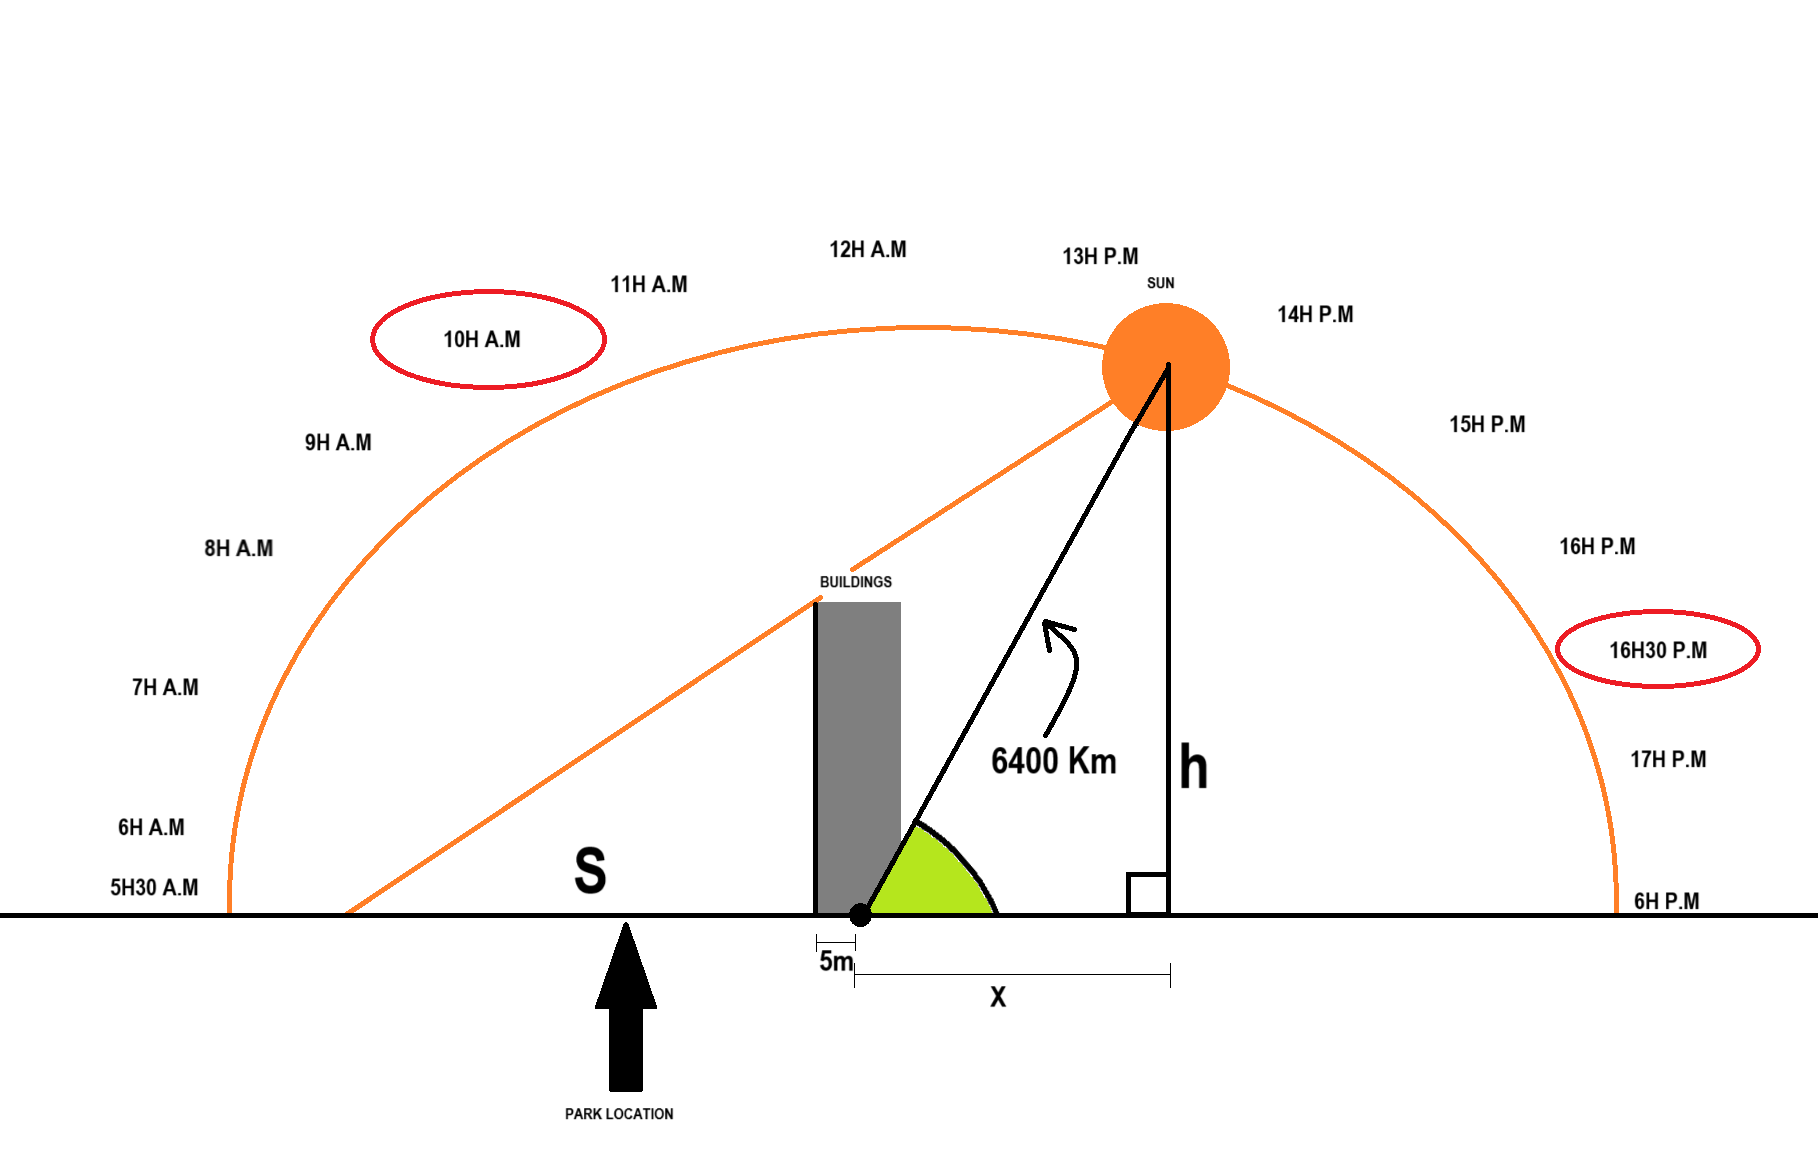 12H A.M
13H P.M
11H A.M
SUN
14H P.M
10H A.M
15H P.M
9H A.M
8H A.M
16H P.M
BUILDINGS
16H30 P.M
7H A.M
6400 Km
h
17H P.M
6H A.M
S
5H30 A.M
6H P.M
5m
X
PARK LOCATION